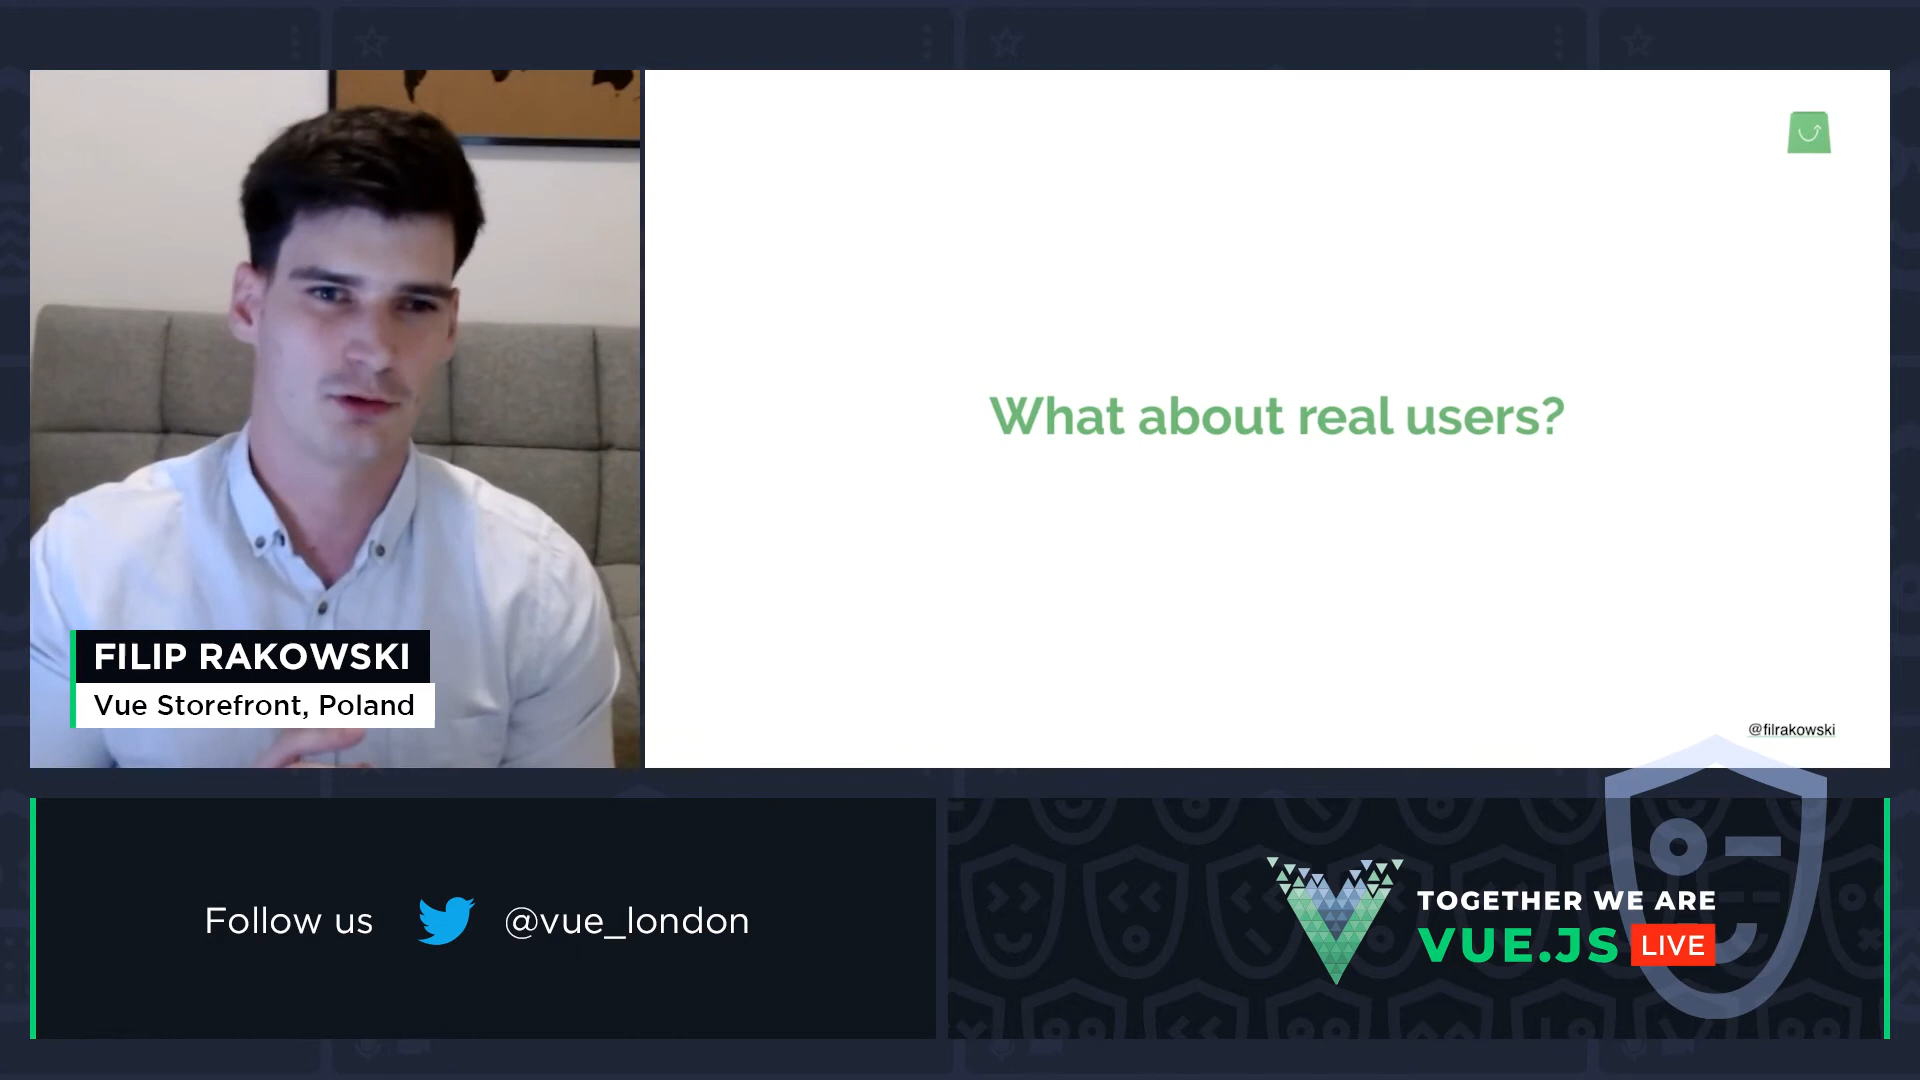 What about real users?
@filrakowski
FILIP RAKOWSKI
Vue Storefront, Poland
Follow us
@vue_london
TOGETHER WE ARE
VUE.JS LIVE